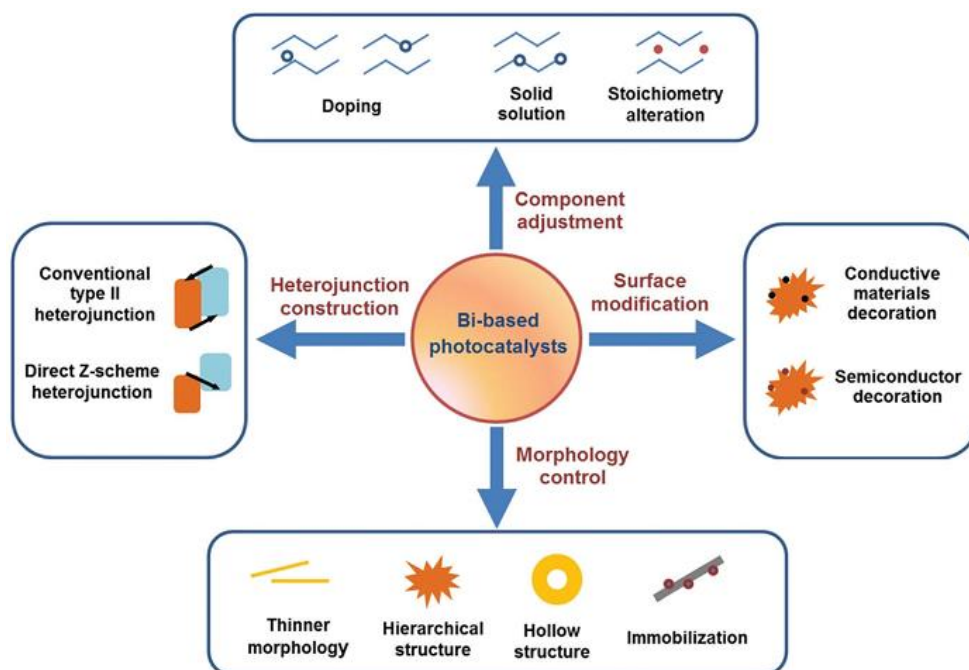 Doping
Solid
solution
Stoichiometry
alteration
Component
adjustment
Conventional
type II
heterojunction
Direct Z-scheme
heterojunction
Heterojunction
construction
Bi-based
photocatalysts
Surface
modification
Conductive
materials
decoration
Semiconductor
decoration
Morphology
control
Thinner
morphology
Hierarchical
structure
Hollow
structure
Immobilization